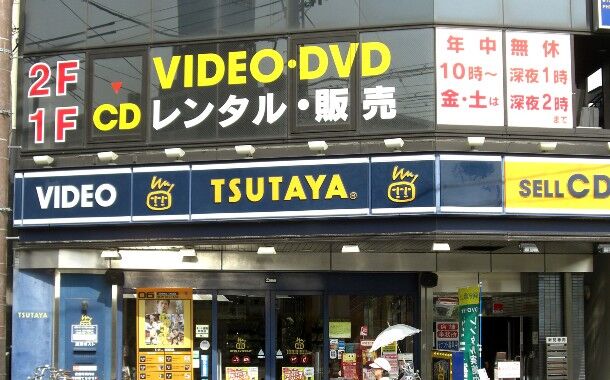 2F
VIDEO・DVD
1F
CD レンタル・販売
年中無休
10時～
深夜1時
金・土は
深夜2時
まで
VIDEO
TSUTAYA®
SELL CD
TSUTAYA